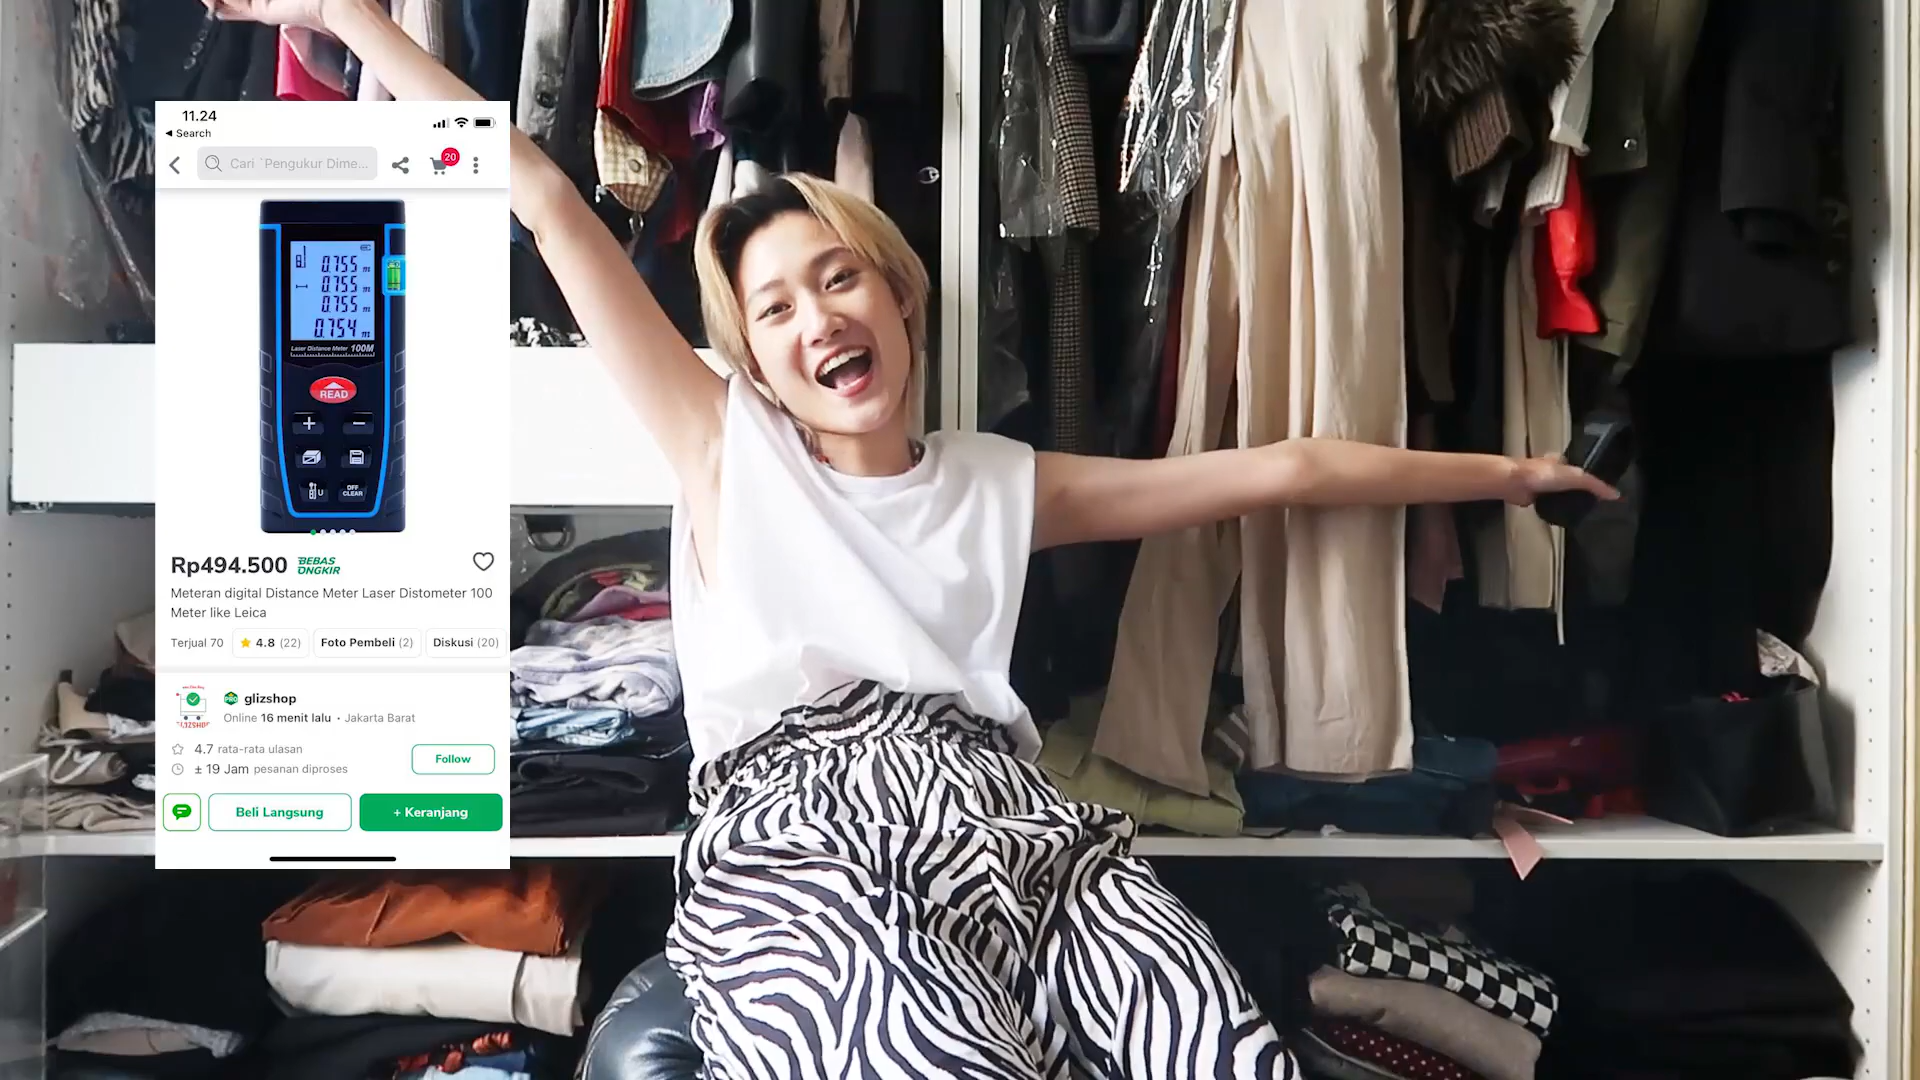 11.24
Search
Cari `Pengukur Dime...
20
0.755 m
0.755 m
0.755 m
0.754 m
Laser Distance Meter 100M
READ
+ −
U OFF CLEAR
Rp494.500 BEBAS ONGKIR
Meteran digital Distance Meter Laser Distometer 100
Meter like Leica
Terjual 70 4.8 (22) Foto Pembeli (2) Diskusi (20)
PRO glizshop
GLIZSHOP
Online 16 menit lalu • Jakarta Barat
4.7 rata-rata ulasan
± 19 Jam pesanan diproses
Follow
Beli Langsung
+ Keranjang